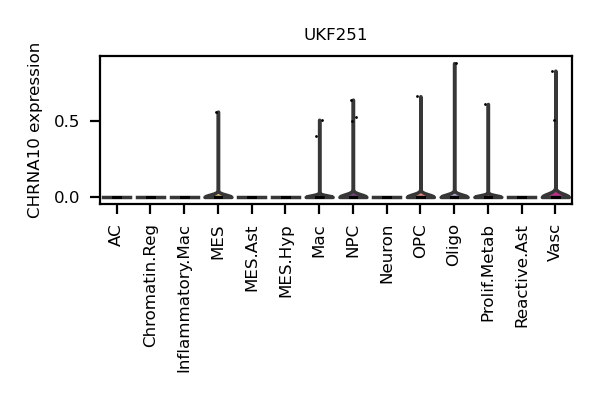 UKF251
CHRNA10 expression
0.5
0.0
AC
Chromatin.Reg
Inflammatory.Mac
MES
MES.Ast
MES.Hyp
Mac
NPC
Neuron
OPC
Oligo
Prolif.Metab
Reactive.Ast
Vasc